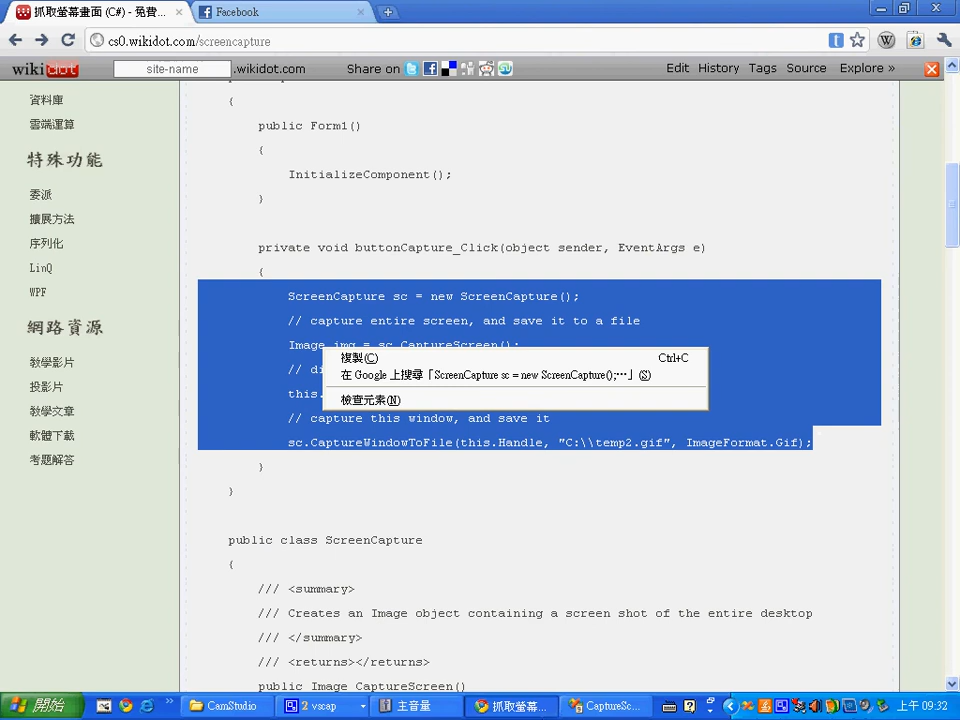 抓取螢幕畫面 (C#) - 免費...
Facebook
cs0.wikidot.com/screencapture
wikidot
site-name
.wikidot.com
Share on
Edit History Tags Source Explore »
資料庫
雲端運算
特殊功能
委派
擴展方法
序列化
LinQ
WPF
網路資源
教學影片
投影片
教學文章
軟體下載
考題解答
{
public Form1()
{
InitializeComponent();
}
private void buttonCapture_Click(object sender, EventArgs e)
{
ScreenCapture sc = new ScreenCapture();
// capture entire screen, and save it to a file
Image img = sc.CaptureScreen();
// di
this.
// capture this window, and save it
sc.CaptureWindowToFile(this.Handle, "C:\\temp2.gif", ImageFormat.Gif);
}
}
複製(C) Ctrl+C
在 Google 上搜尋「ScreenCapture sc = new ScreenCapture();…」(S)
檢查元素(N)
public class ScreenCapture
{
/// <summary>
/// Creates an Image object containing a screen shot of the entire desktop
/// </summary>
/// <returns></returns>
public Image CaptureScreen()
開始
CamStudio
2 vscap
主音量
抓取螢幕...
CaptureSc...
上午 09:32